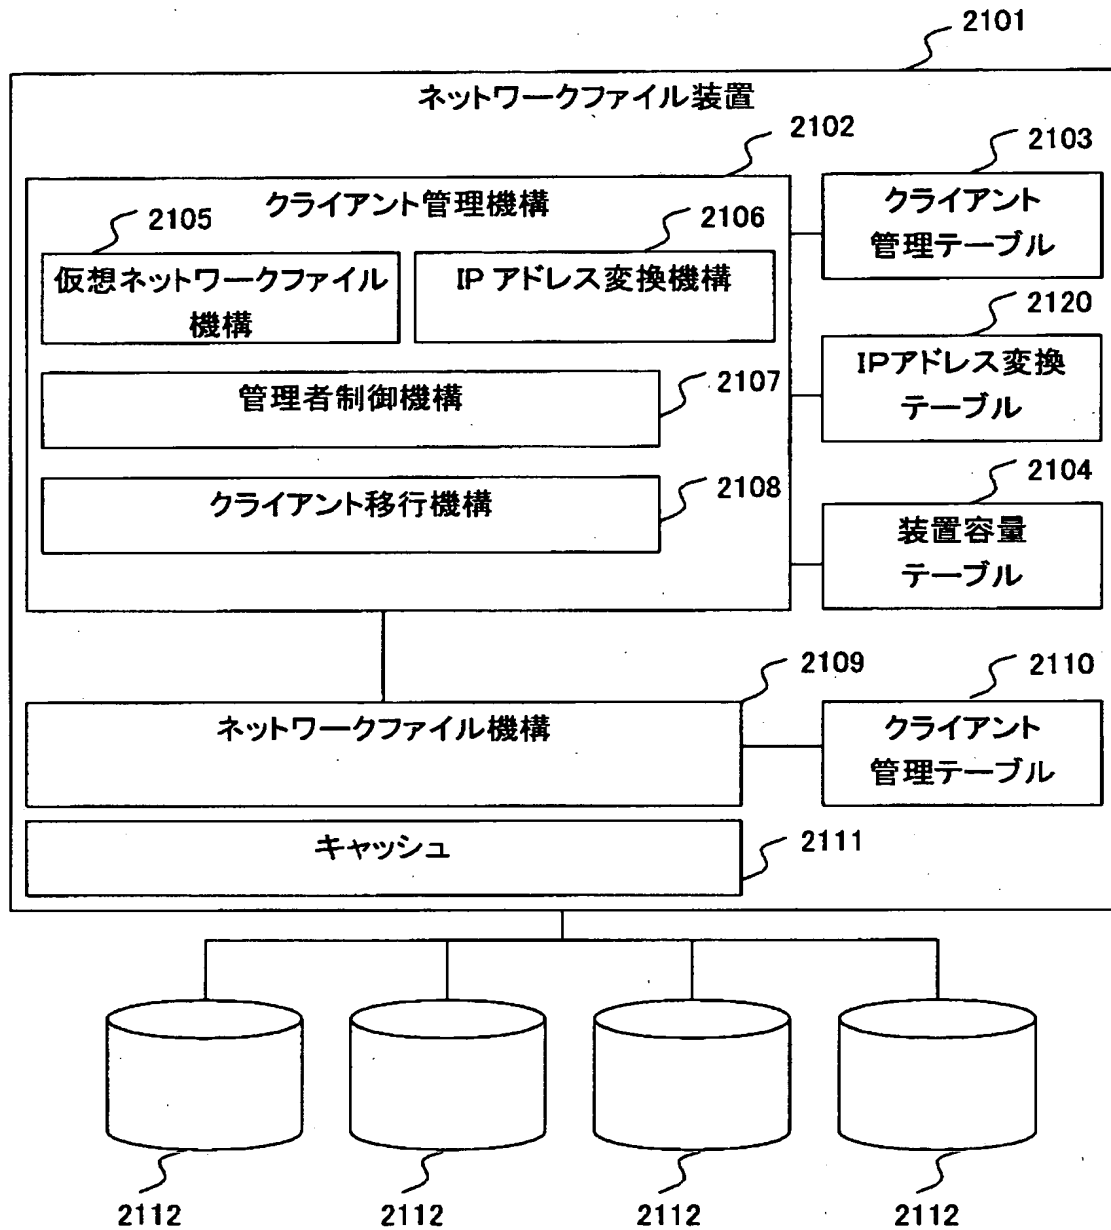 2101
ネットワークファイル装置
2102
2103
クライアント管理機構
クライアント
管理テーブル
2105
2106
仮想ネットワークファイル
機構
IP アドレス変換機構
2120
IPアドレス変換
テーブル
管理者制御機構
2107
クライアント移行機構
2108
2104
装置容量
テーブル
2109
2110
ネットワークファイル機構
クライアント
管理テーブル
キャッシュ
2111
2112
2112
2112
2112